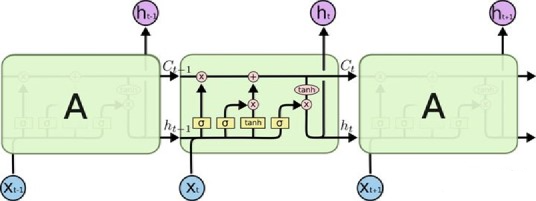 h_{t-1} h_t h_{t+1}
C_{t-1} C_t
x + tanh
A x x A
σ σ tanh σ
h_{t-1} h_t
X_{t-1} X_t X_{t+1}